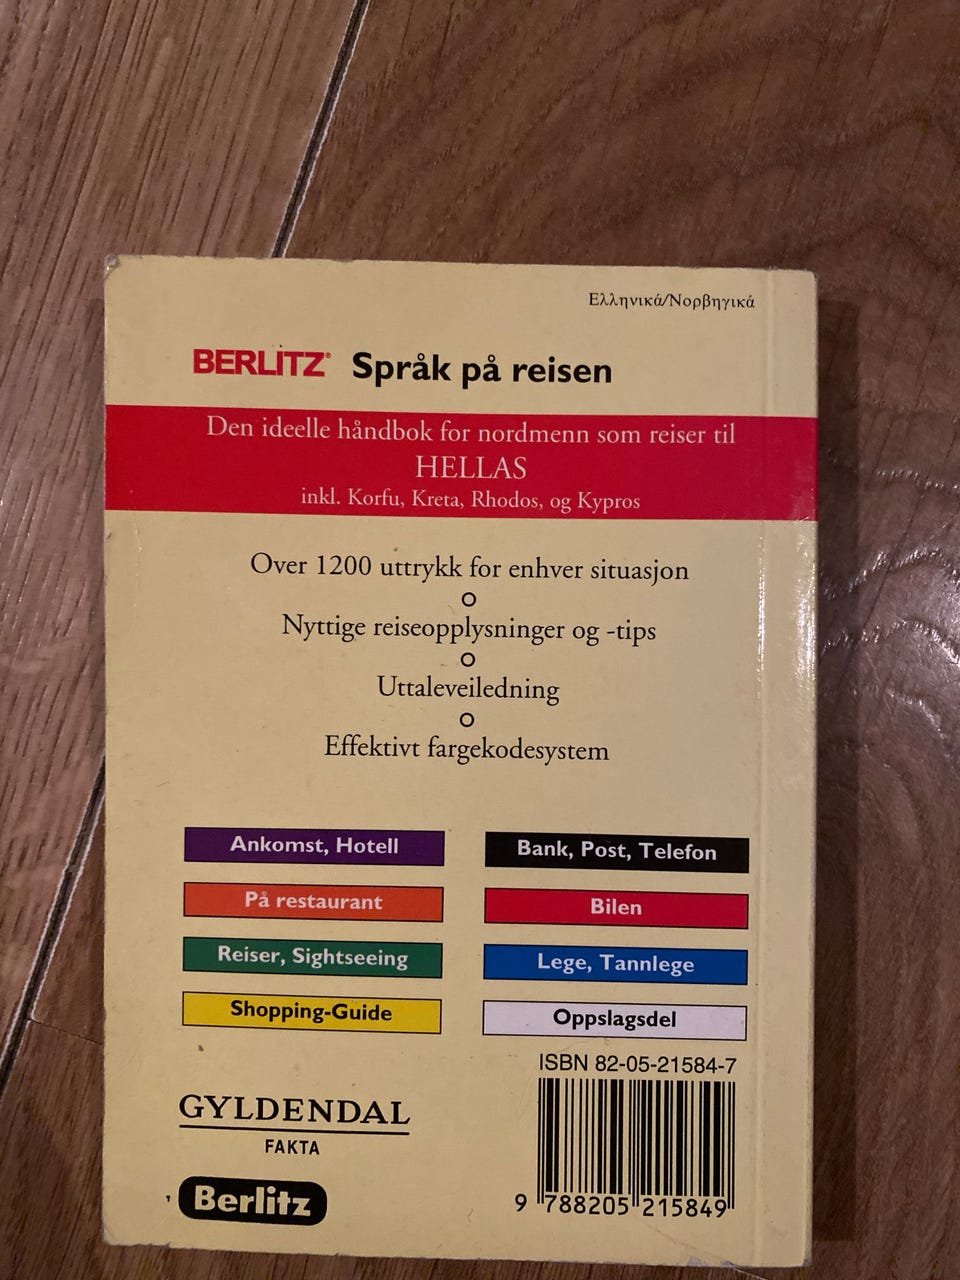 Ελληνικά/Νορβηγικά
BERLITZ® Språk på reisen
Den ideelle håndbok for nordmenn som reiser til
HELLAS
inkl. Korfu, Kreta, Rhodos, og Kypros
Over 1200 uttrykk for enhver situasjon
Nyttige reiseopplysninger og -tips
Uttaleveiledning
Effektivt fargekodesystem
Ankomst, Hotell
Bank, Post, Telefon
På restaurant
Bilen
Reiser, Sightseeing
Lege, Tannlege
Shopping-Guide
Oppslagsdel
ISBN 82-05-21584-7
GYLDENDAL
FAKTA
Berlitz
9 788205 215849